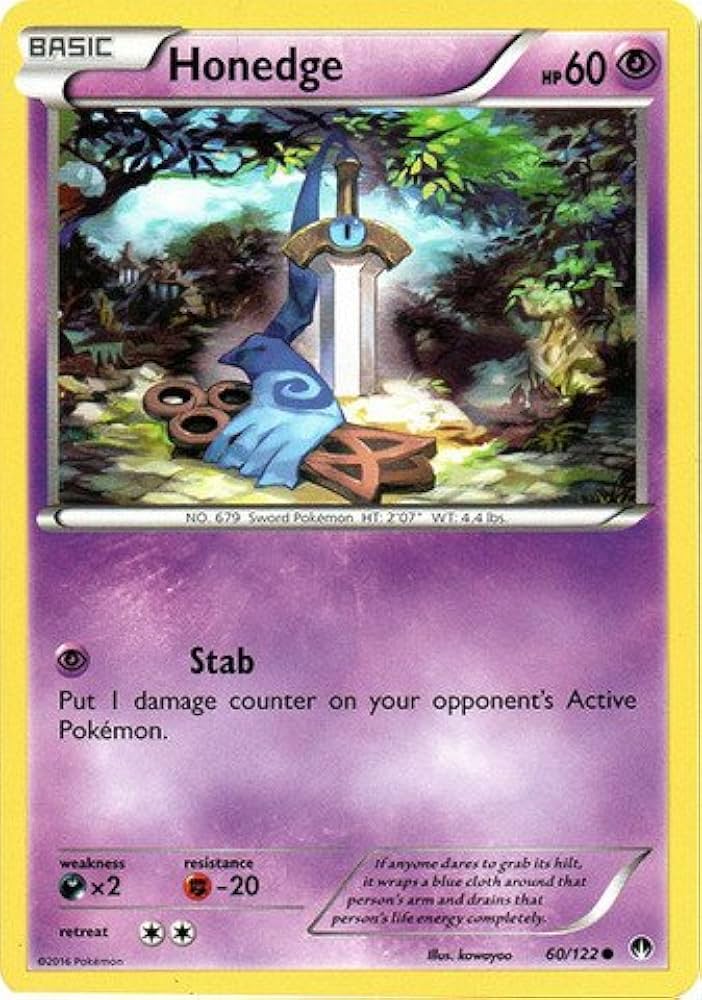 BASIC
Honedge
HP 60
NO. 679 Sword Pokémon HT: 2'07" WT: 4.4 lbs.
Stab
Put 1 damage counter on your opponent's Active
Pokémon.
weakness
×2
resistance
-20
If anyone dares to grab its hilt,
it wraps a blue cloth around that
person's arm and drains that
person's life energy completely.
retreat
©2016 Pokémon
Illus. kawayoo
60/122